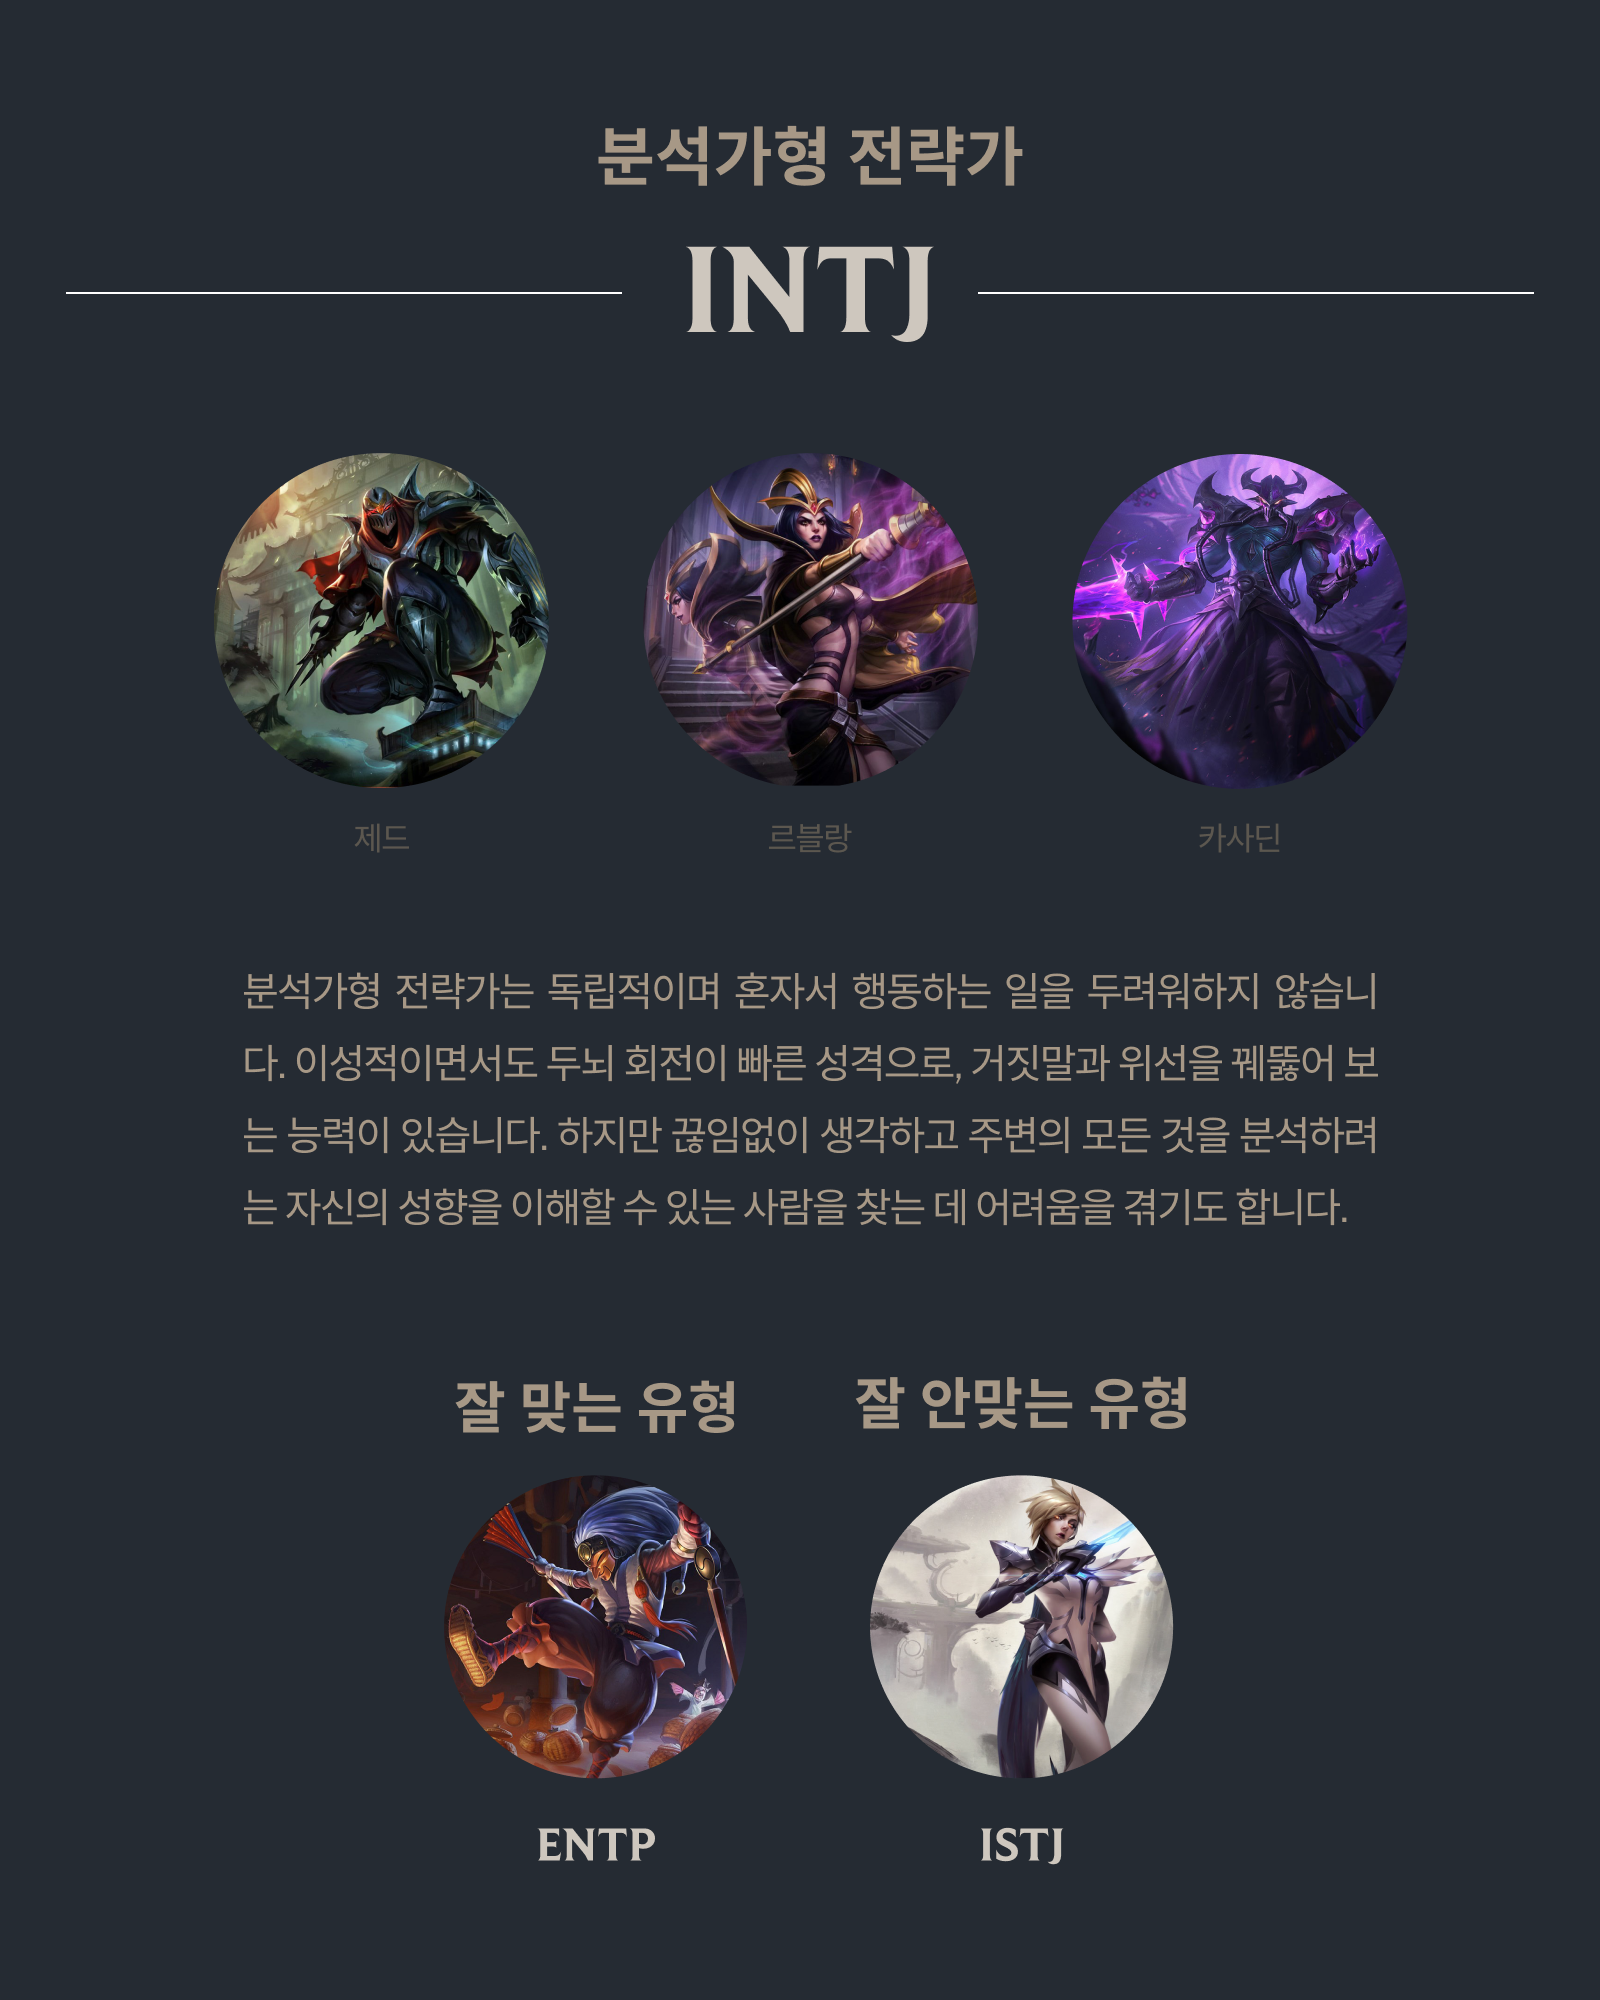 분석가형 전략가
INTJ
제드
르블랑
카사딘
분석가형 전략가는 독립적이며 혼자서 행동하는 일을 두려워하지 않습니
다. 이성적이면서도 두뇌 회전이 빠른 성격으로, 거짓말과 위선을 꿰뚫어 보
는 능력이 있습니다. 하지만 끊임없이 생각하고 주변의 모든 것을 분석하려
는 자신의 성향을 이해할 수 있는 사람을 찾는 데 어려움을 겪기도 합니다.
잘 맞는 유형
잘 안맞는 유형
ENTP
ISTJ